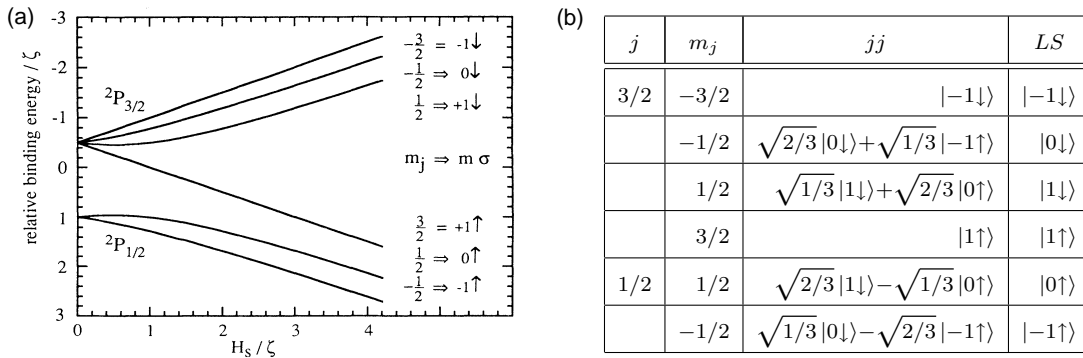 (a)
relative binding energy / ζ
-3
-2
-1
0
1
2
3
²P₃/₂
²P₁/₂
-3/2 = -1↓
-1/2 ⇒ 0↓
1/2 ⇒ +1↓
mⱼ ⇒ m σ
3/2 = +1↑
1/2 ⇒ 0↑
-1/2 ⇒ -1↑
0 1 2 3 4
H_S / ζ
(b)
j m_j jj LS
3/2 −3/2 |−1↓⟩ |−1↓⟩
−1/2 √2/3 |0↓⟩+√1/3 |−1↑⟩ |0↓⟩
1/2 √1/3 |1↓⟩+√2/3 |0↑⟩ |1↓⟩
3/2 |1↑⟩ |1↑⟩
1/2 1/2 √2/3 |1↓⟩−√1/3 |0↑⟩ |0↑⟩
−1/2 √1/3 |0↓⟩−√2/3 |−1↑⟩ |−1↑⟩